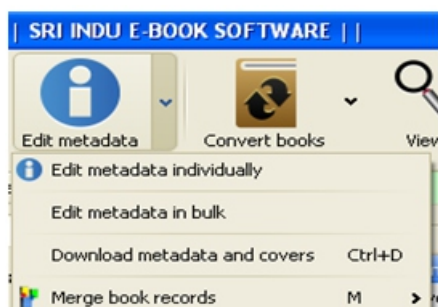 | SRI INDU E-BOOK SOFTWARE | |
Edit metadata Convert books View
Edit metadata individually
Edit metadata in bulk
Download metadata and covers Ctrl+D
Merge book records M